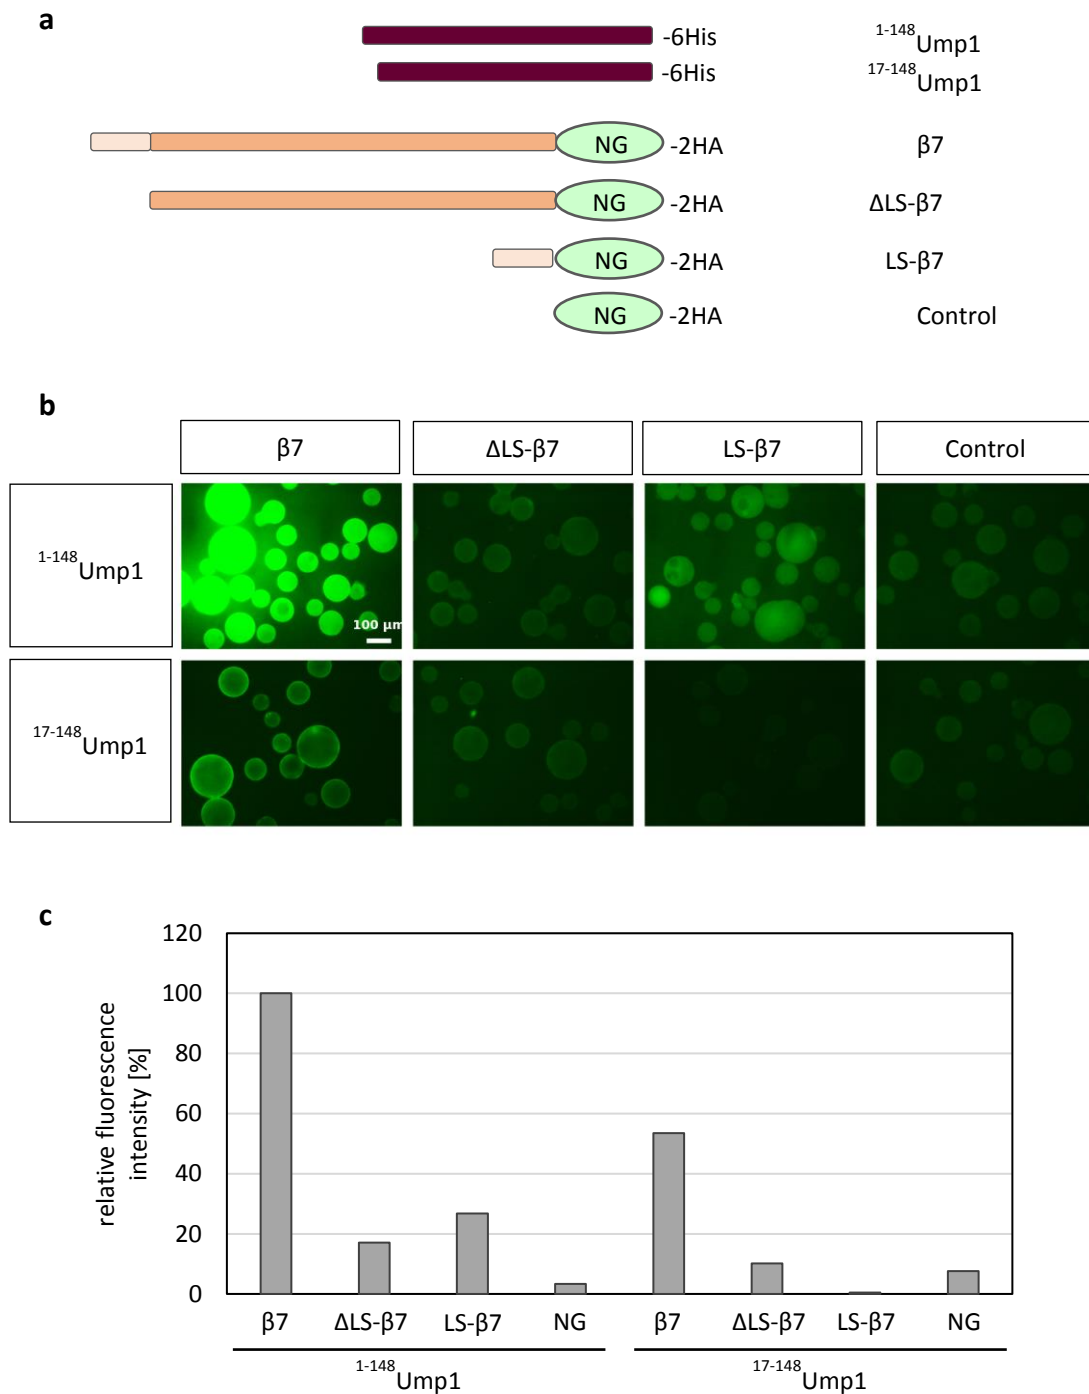 a
-6His 1-148Ump1
-6His 17-148Ump1
NG -2HA β7
NG -2HA ΔLS-β7
NG -2HA LS-β7
NG -2HA Control
b
β7 ΔLS-β7 LS-β7 Control
1-148Ump1
100 μm
17-148Ump1
c
relative fluorescence
intensity [%]
120
100
80
60
40
20
0
β7 ΔLS-β7 LS-β7 NG β7 ΔLS-β7 LS-β7 NG
1-148Ump1 17-148Ump1